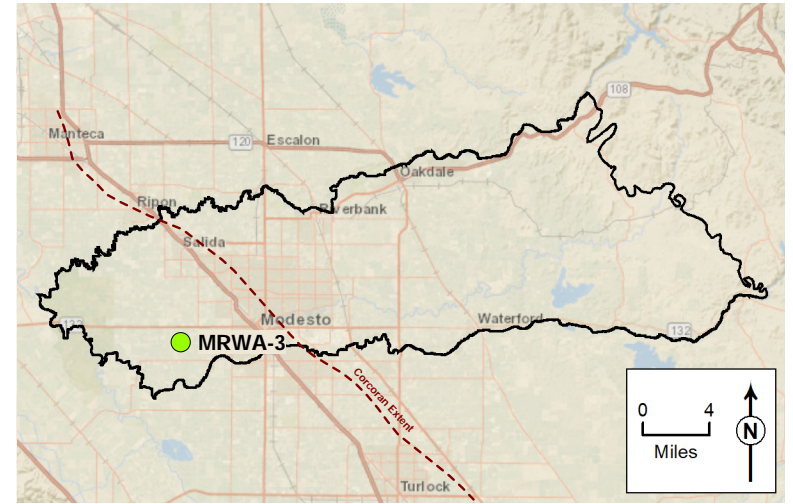 108
Manteca
120
Escalon
Oakdale
Ripon
Riverbank
Salida
132
Modesto
Waterford
132
MRWA-3
Corcoran Extent
0 4
Miles
N
Turlock